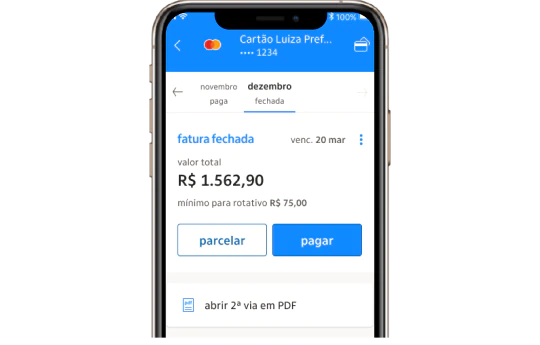 100%
Cartão Luiza Pref...
•••• 1234
novembro
paga
dezembro
fechada
fatura fechada
venc. 20 mar
valor total
R$ 1.562,90
mínimo para rotativo R$ 75,00
parcelar
pagar
pdf
abrir 2ª via em PDF